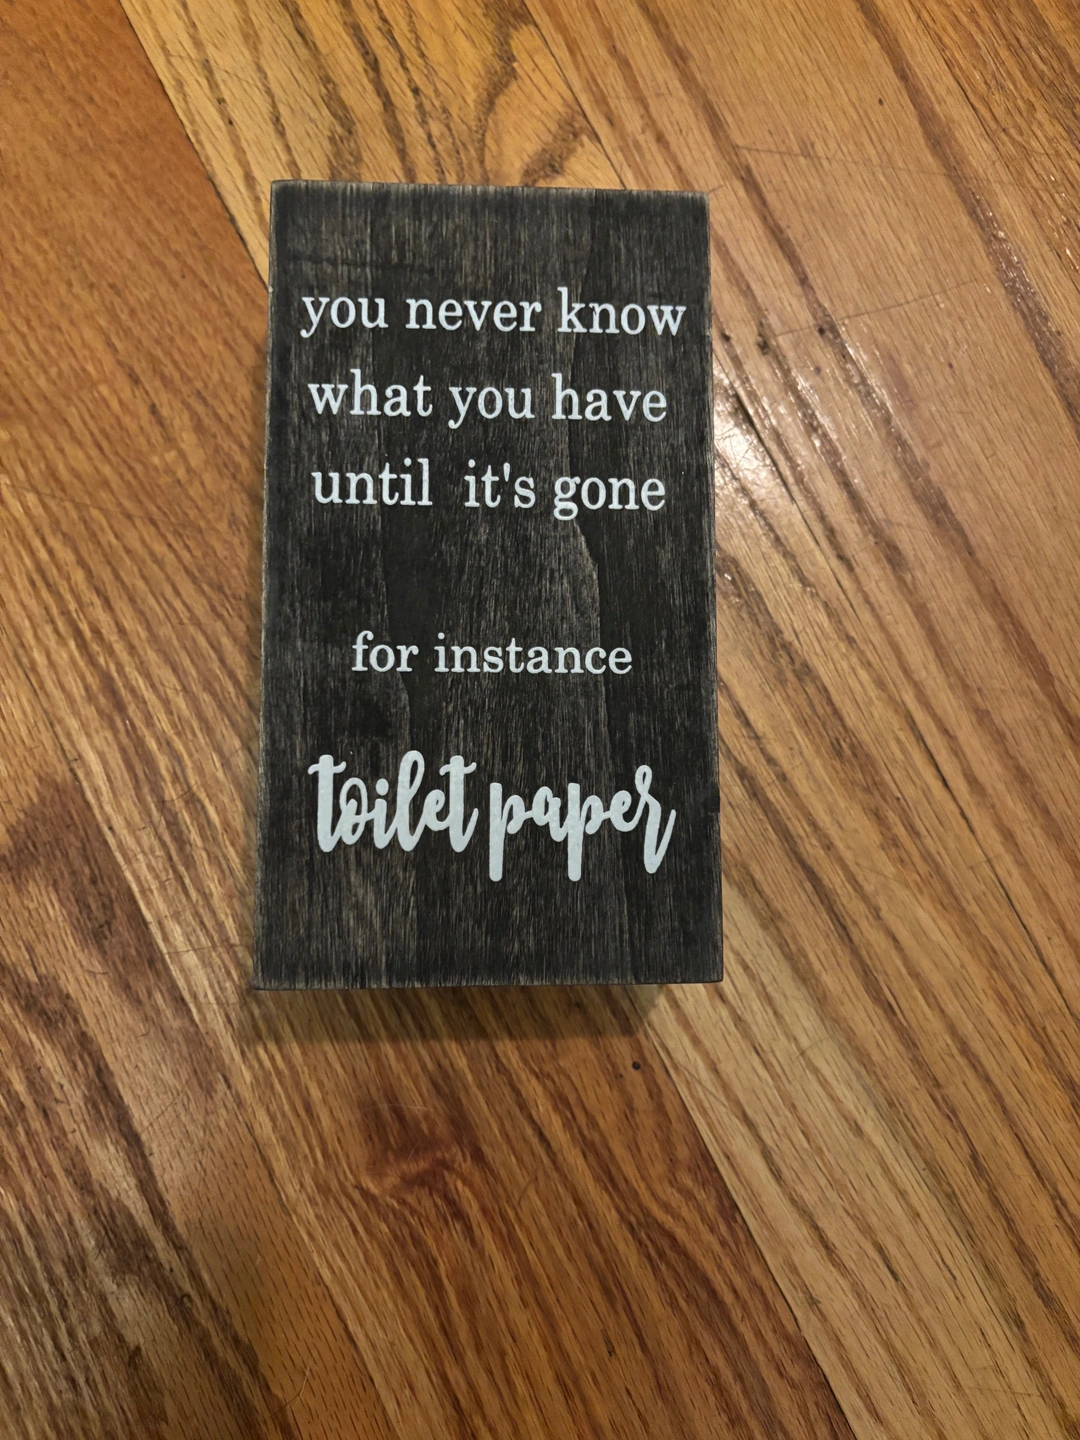 you never know
what you have
until it's gone
for instance
toilet paper